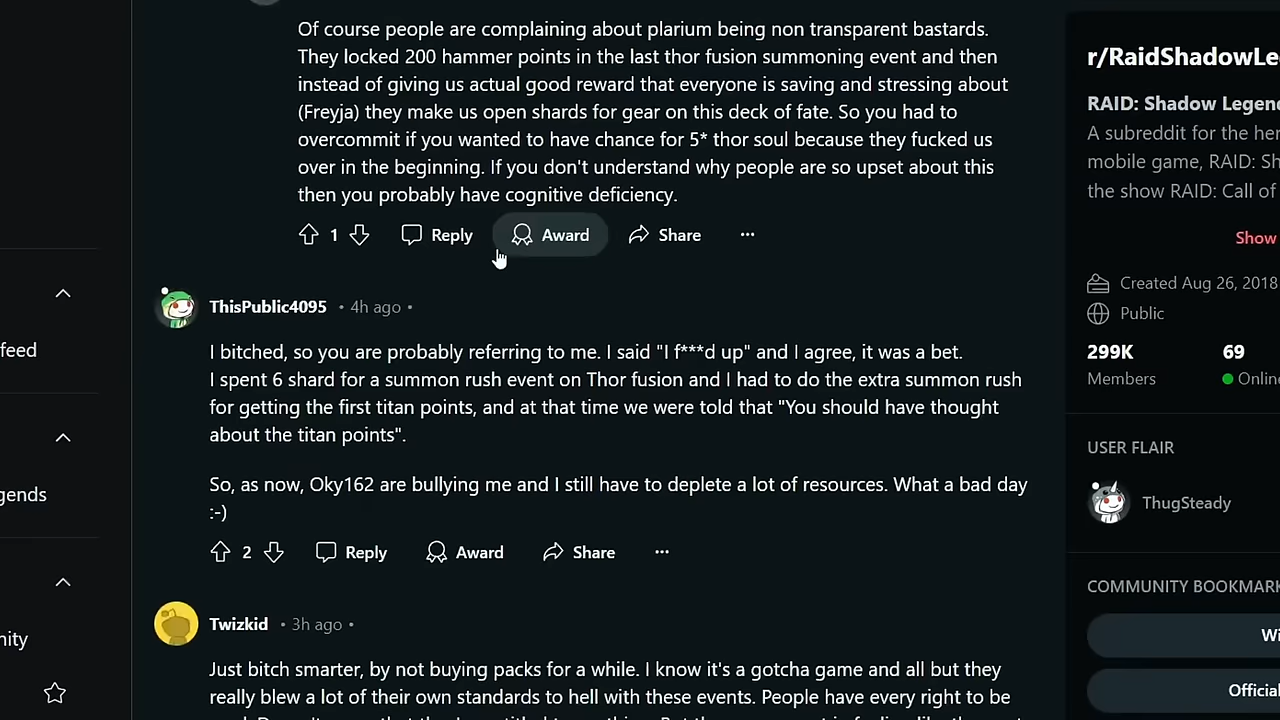 Of course people are complaining about plarium being non transparent bastards.
They locked 200 hammer points in the last thor fusion summoning event and then
instead of giving us actual good reward that everyone is saving and stressing about
(Freyja) they make us open shards for gear on this deck of fate. So you had to
overcommit if you wanted to have chance for 5* thor soul because they fucked us
over in the beginning. If you don't understand why people are so upset about this
then you probably have cognitive deficiency.
1 Reply Award Share ...
ThisPublic4095 • 4h ago •
I bitched, so you are probably referring to me. I said "I f***d up" and I agree, it was a bet.
I spent 6 shard for a summon rush event on Thor fusion and I had to do the extra summon rush
for getting the first titan points, and at that time we were told that "You should have thought
about the titan points".
So, as now, Oky162 are bullying me and I still have to deplete a lot of resources. What a bad day
:-)
2 Reply Award Share ...
Twizkid • 3h ago •
Just bitch smarter, by not buying packs for a while. I know it's a gotcha game and all but they
really blew a lot of their own standards to hell with these events. People have every right to be
feed
gends
nity
r/RaidShadowLe
RAID: Shadow Legend
A subreddit for the her
mobile game, RAID: Sh
the show RAID: Call of
Show
Created Aug 26, 2018
Public
299K 69
Members Onlin
USER FLAIR
ThugSteady
COMMUNITY BOOKMARK
Wi
Official